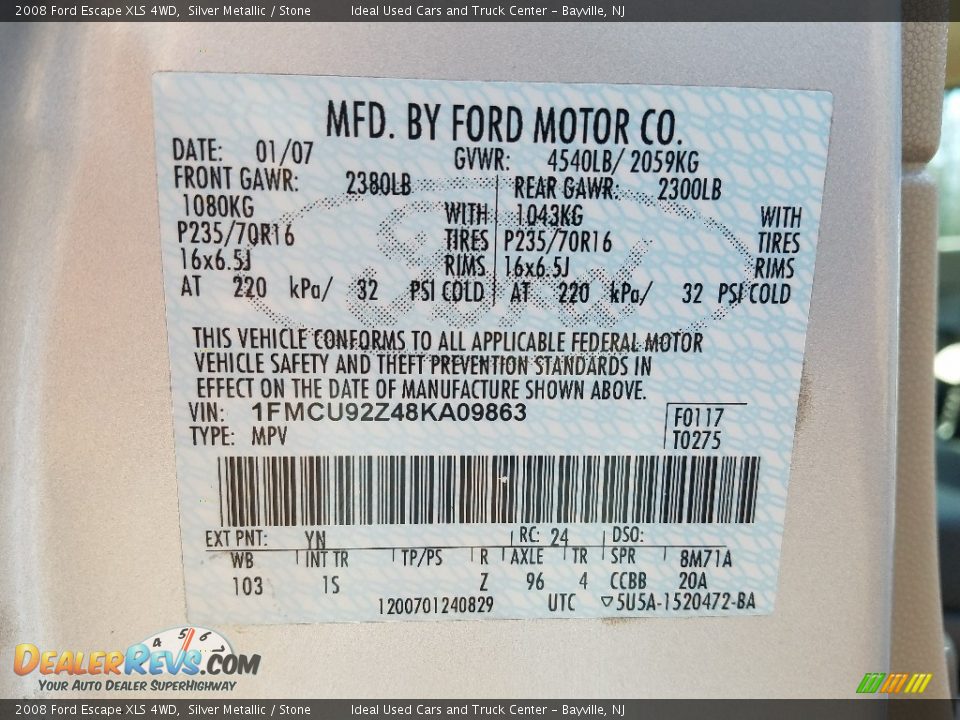 2008 Ford Escape XLS 4WD, Silver Metallic / Stone Ideal Used Cars and Truck Center – Bayville, NJ
MFD. BY FORD MOTOR CO.
DATE: 01/07 GVWR: 4540LB/ 2059KG
FRONT GAWR: 2380LB REAR GAWR: 2300LB
1080KG WITH 1043KG WITH
P235/70R16 TIRES P235/70R16 TIRES
16x6.5J RIMS 16x6.5J RIMS
AT 220 kPa/ 32 PSI COLD AT 220 kPa/ 32 PSI COLD
THIS VEHICLE CONFORMS TO ALL APPLICABLE FEDERAL MOTOR
VEHICLE SAFETY AND THEFT PREVENTION STANDARDS IN
EFFECT ON THE DATE OF MANUFACTURE SHOWN ABOVE.
VIN: 1FMCU92Z48KA09863
TYPE: MPV
F0117
T0275
EXT PNT: YN RC: 24 DSO:
WB INT TR TP/PS R AXLE TR SPR 8M71A
103 1S Z 96 4 CCBB 20A
1200701240829 UTC ▽5U5A-1520472-BA
Ford
4 5 6
DEALERREVS.COM
YOUR AUTO DEALER SUPERHIGHWAY
2008 Ford Escape XLS 4WD, Silver Metallic / Stone Ideal Used Cars and Truck Center – Bayville, NJ